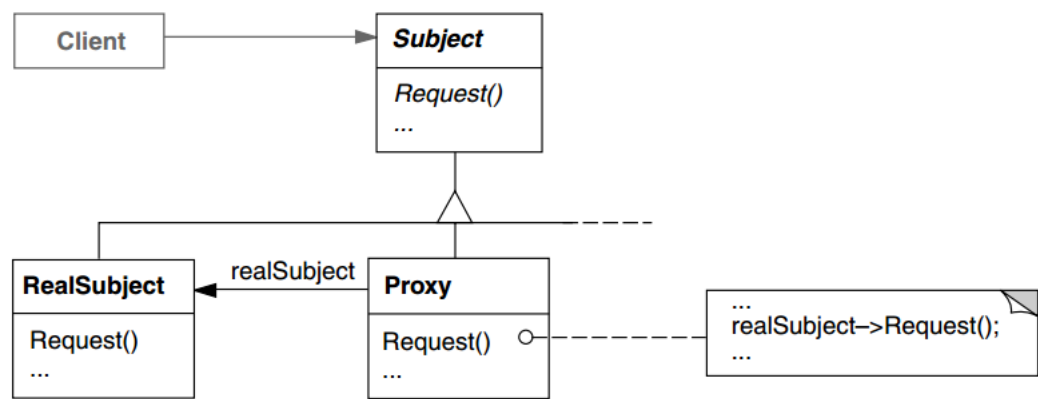 Client
Subject
Request()
...
RealSubject
Request()
...
realSubject
Proxy
Request()
...
...
realSubject–>Request();
...